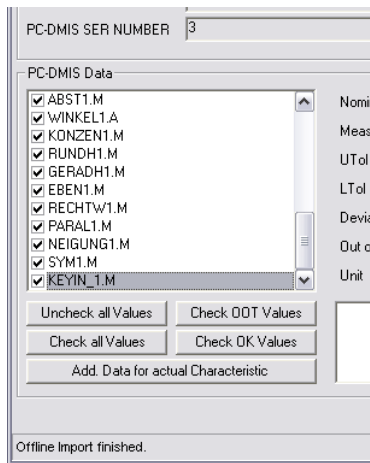 PC-DMIS SER NUMBER 3
PC-DMIS Data
ABST1.M
WINKEL1.A
KONZEN1.M
RUNDH1.M
GERADH1.M
EBEN1.M
RECHTW1.M
PARAL1.M
NEIGUNG1.M
SYM1.M
KEYIN_1.M
Nomi
Meas
UTol
LTol
Devia
Out o
Unit
Uncheck all Values Check OOT Values
Check all Values Check OK Values
Add. Data for actual Characteristic
Offline Import finished.